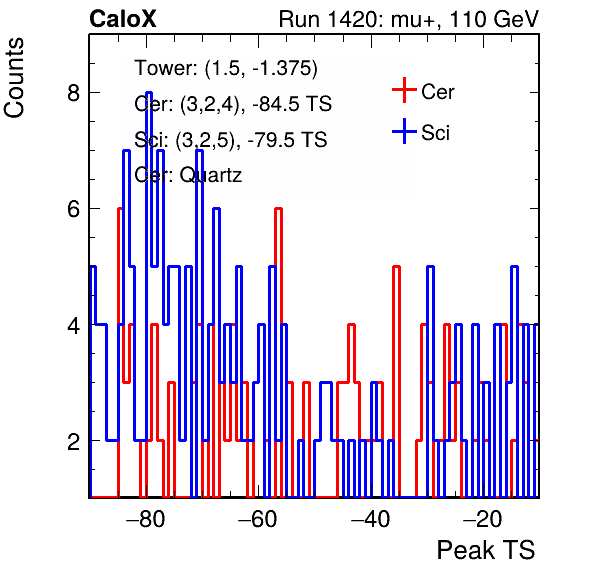 CaloX
Run 1420: mu+, 110 GeV
Counts
Tower: (1.5, -1.375)
Cer: (3,2,4), -84.5 TS
Sci: (3,2,5), -79.5 TS
Cer: Quartz
Cer
Sci
8
6
4
2
−80
−60
−40
−20
Peak TS